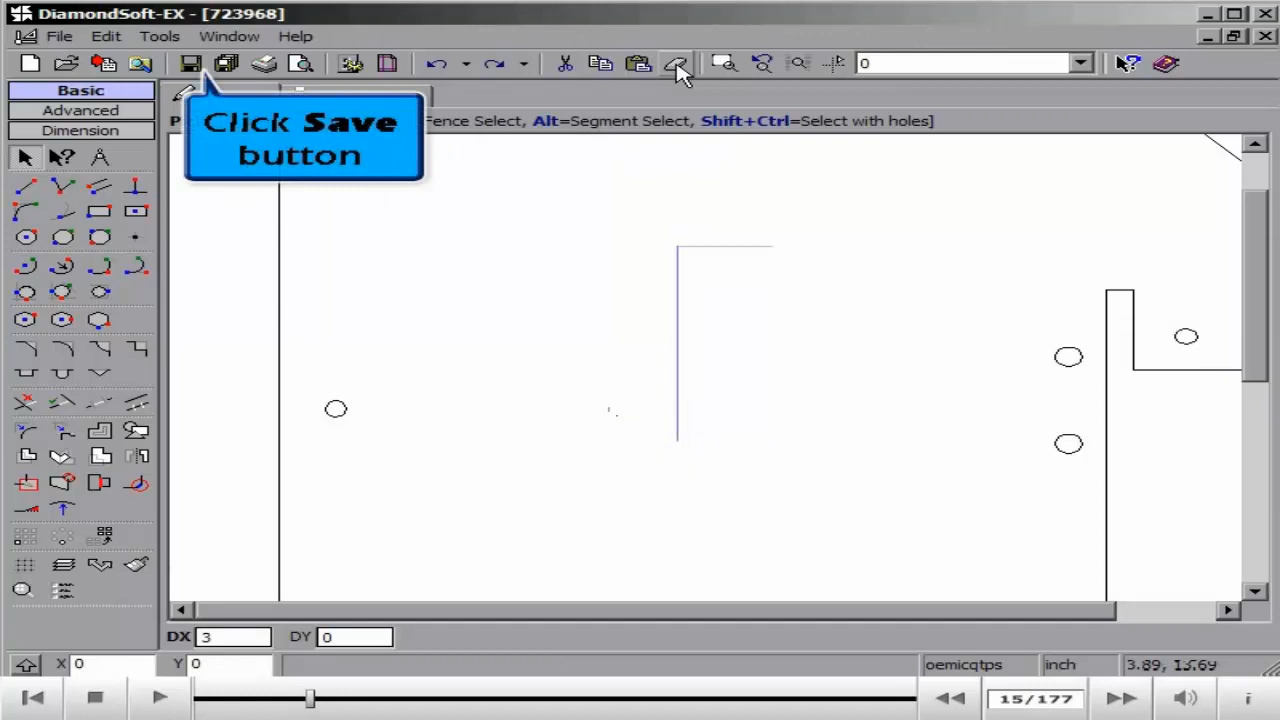 DiamondSoft-EX - [723968]
File Edit Tools Window Help
0
Basic
Advanced
Dimension
Click Save
button
Fence Select, Alt=Segment Select, Shift+Ctrl=Select with holes]
DX 3 DY 0
X 0 Y 0 oemicqtps inch
15/177